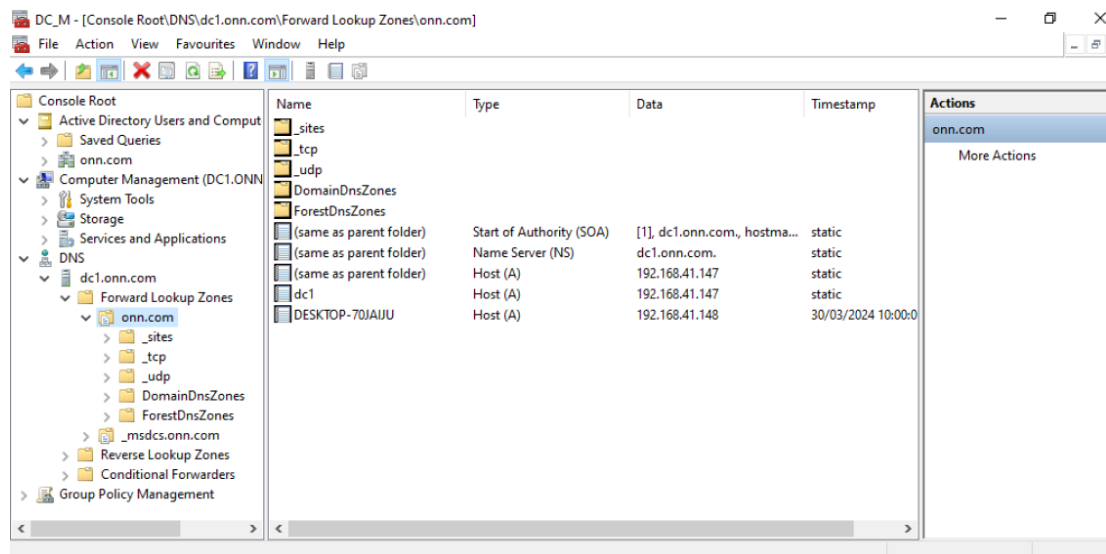 DC_M - [Console Root\DNS\dc1.onn.com\Forward Lookup Zones\onn.com]
File Action View Favourites Window Help
Console Root
Active Directory Users and Comput
Saved Queries
onn.com
Computer Management (DC1.ONN
System Tools
Storage
Services and Applications
DNS
dc1.onn.com
Forward Lookup Zones
onn.com
_sites
_tcp
_udp
DomainDnsZones
ForestDnsZones
_msdcs.onn.com
Reverse Lookup Zones
Conditional Forwarders
Group Policy Management
Name Type Data Timestamp
_sites
_tcp
_udp
DomainDnsZones
ForestDnsZones
(same as parent folder) Start of Authority (SOA) [1], dc1.onn.com., hostma... static
(same as parent folder) Name Server (NS) dc1.onn.com. static
(same as parent folder) Host (A) 192.168.41.147 static
dc1 Host (A) 192.168.41.147 static
DESKTOP-70JAIJU Host (A) 192.168.41.148 30/03/2024 10:00:0
Actions
onn.com
More Actions